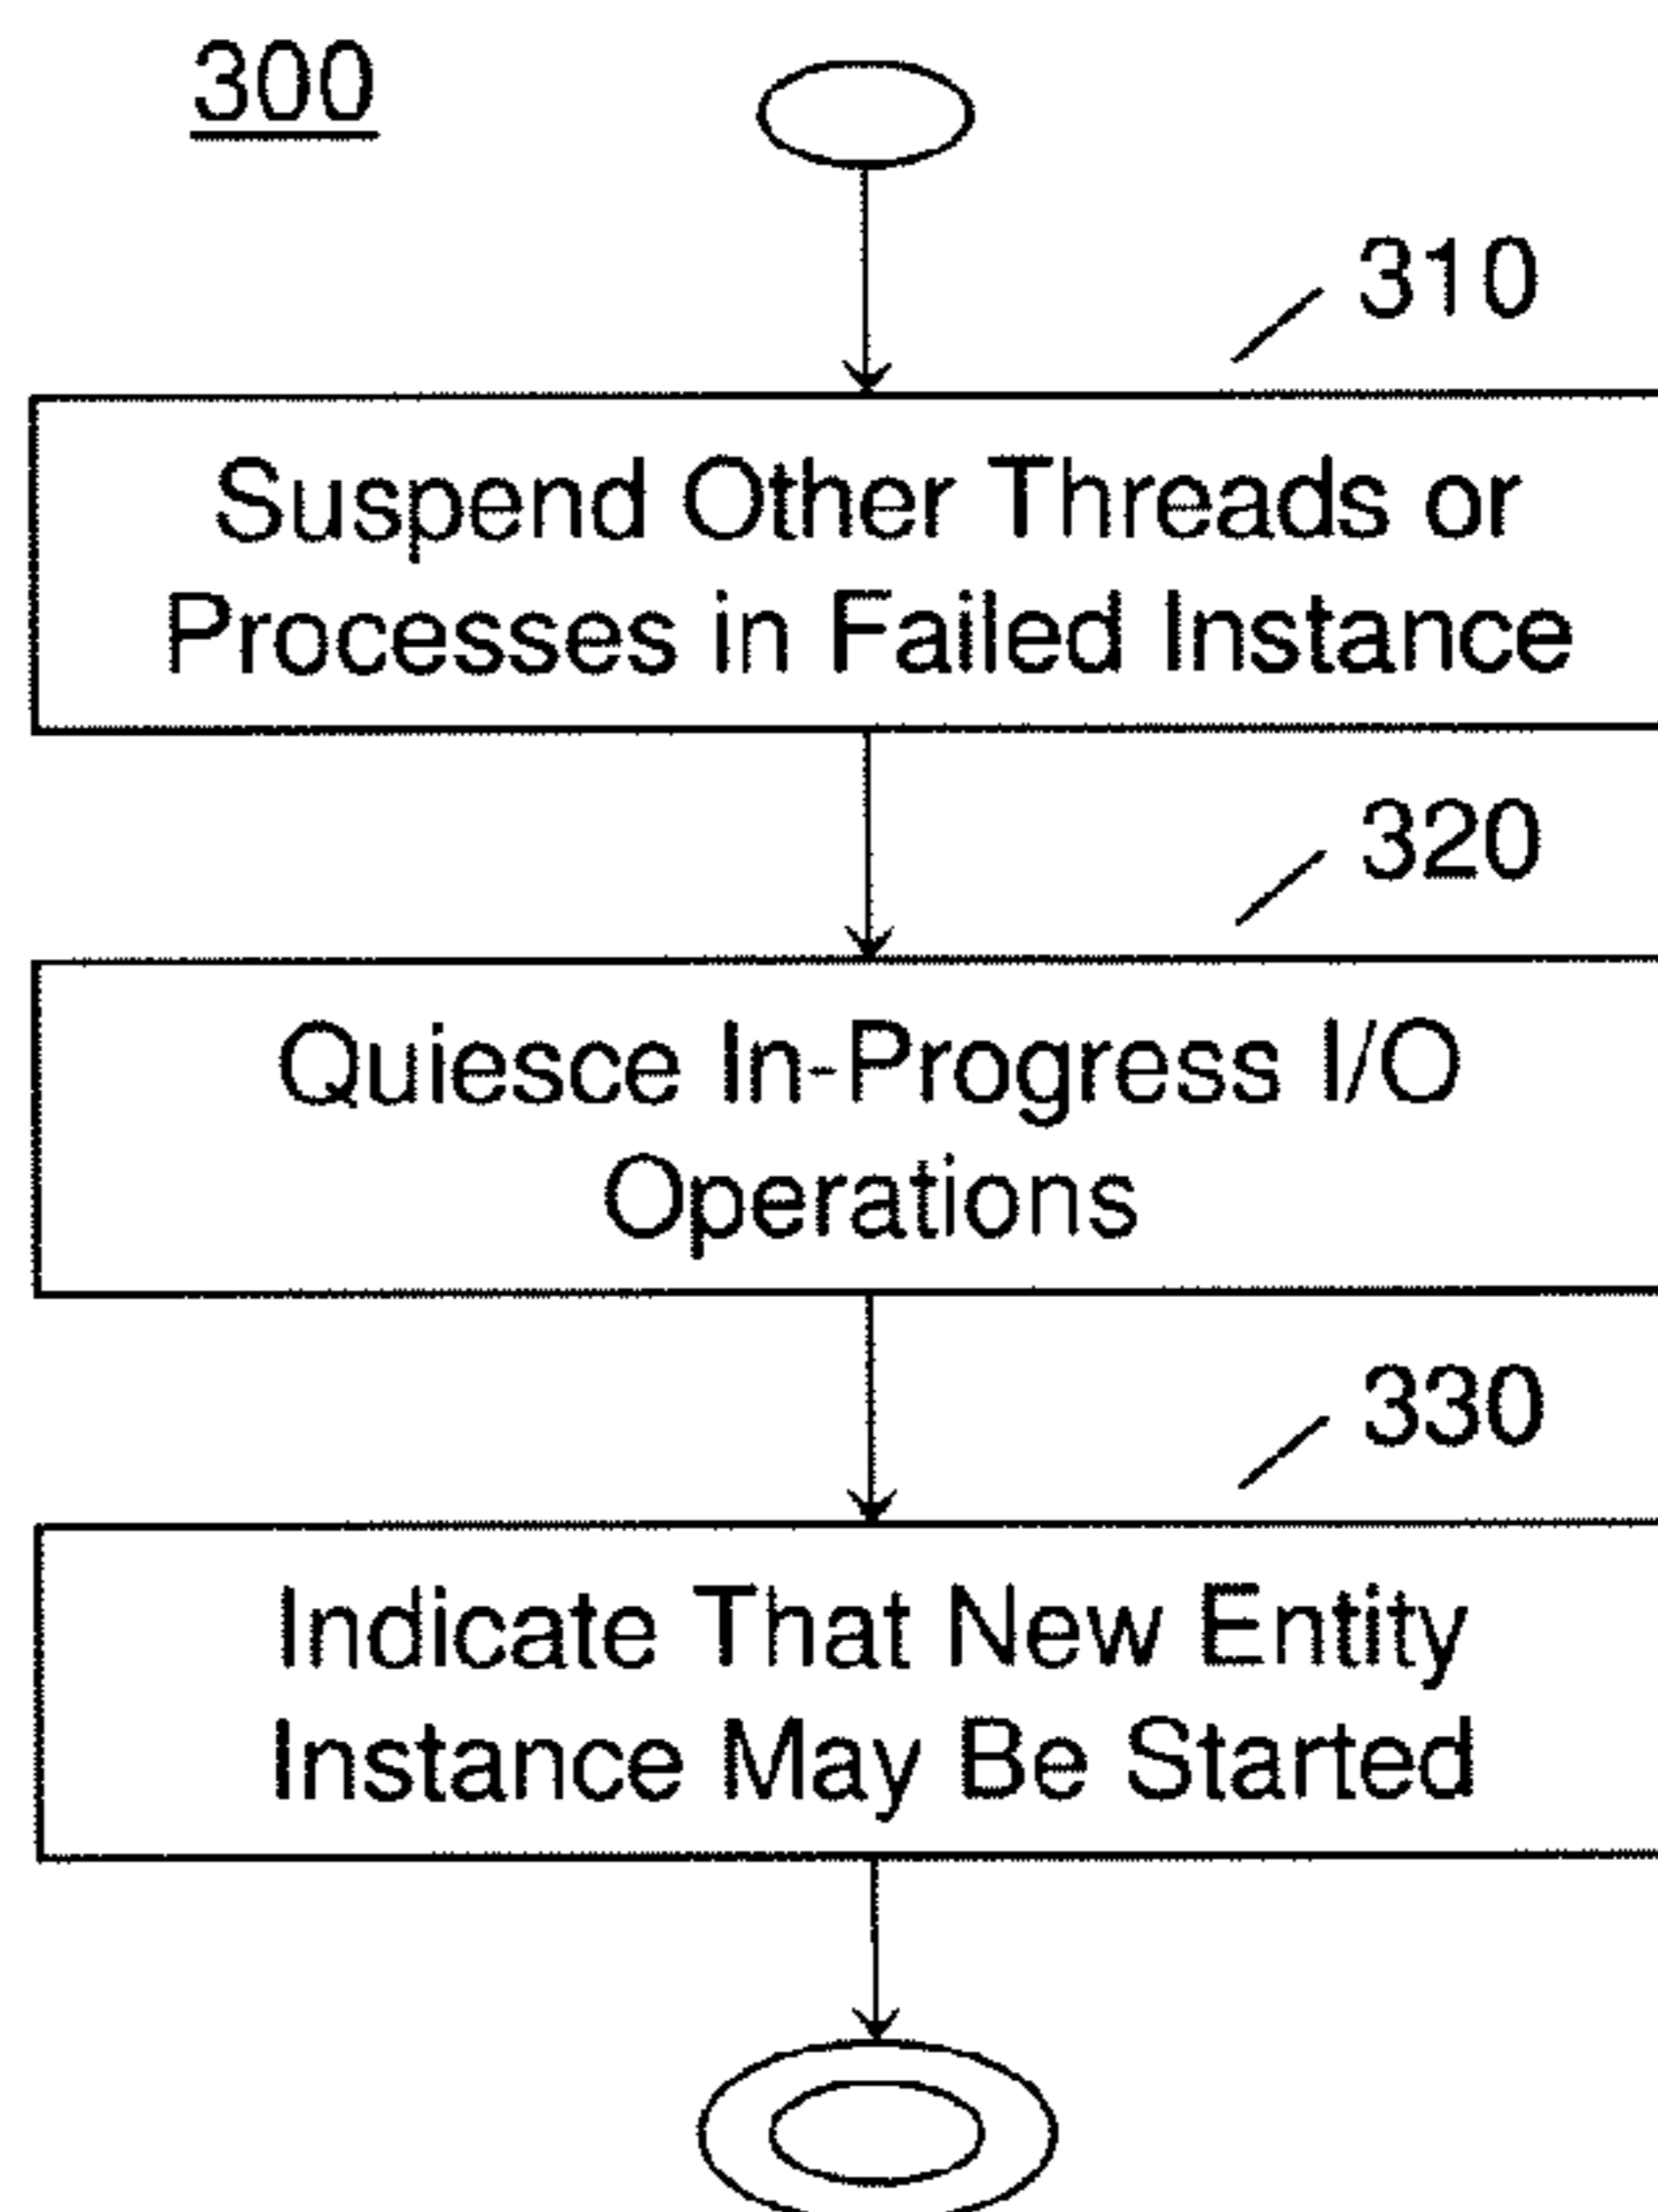 300
310
Suspend Other Threads or
Processes in Failed Instance
320
Quiesce In-Progress I/O
Operations
330
Indicate That New Entity
Instance May Be Started